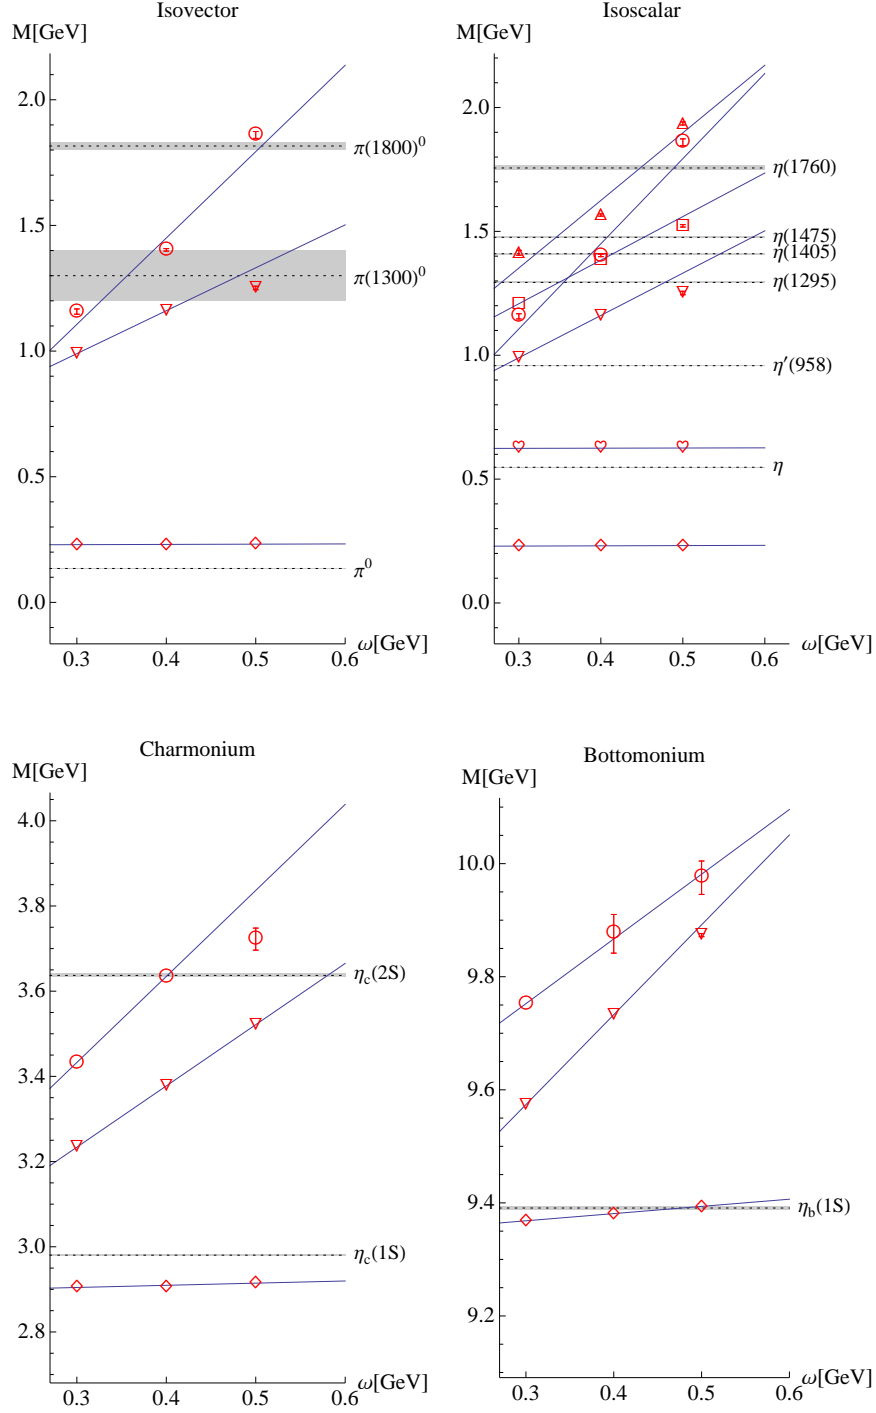 Isovector
M[GeV]
2.0
1.5
1.0
0.5
0.0
π(1800)⁰
π(1300)⁰
π⁰
0.3 0.4 0.5 0.6
ω[GeV]
Isoscalar
M[GeV]
2.0
1.5
1.0
0.5
0.0
η(1760)
η(1475)
η(1405)
η(1295)
η′(958)
η
0.3 0.4 0.5 0.6
ω[GeV]
Charmonium
M[GeV]
4.0
3.8
3.6
3.4
3.2
3.0
2.8
η_c(2S)
η_c(1S)
0.3 0.4 0.5 0.6
ω[GeV]
Bottomonium
M[GeV]
10.0
9.8
9.6
9.4
9.2
η_b(1S)
0.3 0.4 0.5 0.6
ω[GeV]